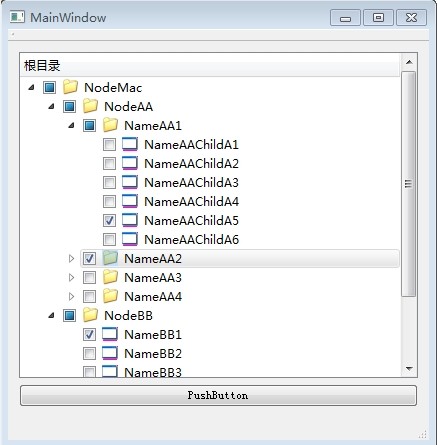 MainWindow
根目录
NodeMac
NodeAA
NameAA1
NameAAChildA1
NameAAChildA2
NameAAChildA3
NameAAChildA4
NameAAChildA5
NameAAChildA6
NameAA2
NameAA3
NameAA4
NodeBB
NameBB1
NameBB2
NameBB3
PushButton